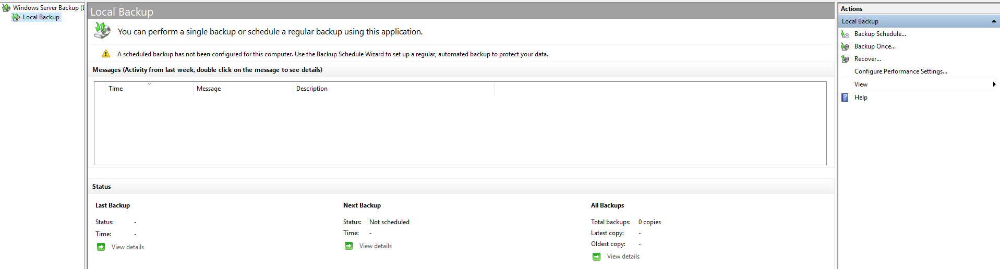 Windows Server Backup (L
Local Backup
Local Backup
You can perform a single backup or schedule a regular backup using this application.
A scheduled backup has not been configured for this computer. Use the Backup Schedule Wizard to set up a regular, automated backup to protect your data.
Messages (Activity from last week, double click on the message to see details)
Time Message Description
Status
Last Backup
Status: -
Time: -
View details
Next Backup
Status: Not scheduled
Time: -
View details
All Backups
Total backups: 0 copies
Latest copy: -
Oldest copy: -
View details
Actions
Local Backup
Backup Schedule...
Backup Once...
Recover...
Configure Performance Settings...
View
Help